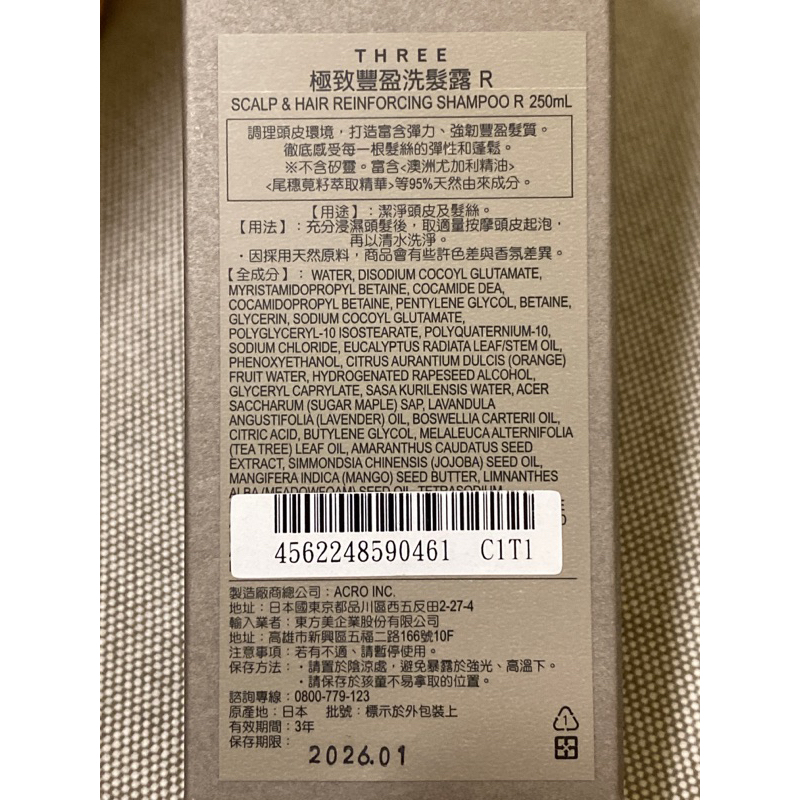 THREE
極致豐盈洗髮露 R
SCALP & HAIR REINFORCING SHAMPOO R 250mL
調理頭皮環境，打造富含彈力、強韌豐盈髮質。
徹底感受每一根髮絲的彈性和蓬鬆。
※不含矽靈。富含<澳洲尤加利精油>
<尾穗莧籽萃取精華>等95%天然由來成分。
【用途】：潔淨頭皮及髮絲。
【用法】：充分浸濕頭髮後，取適量按摩頭皮起泡，
再以清水洗淨。
・因採用天然原料，商品會有些許色差與香氛差異。
【全成分】：WATER, DISODIUM COCOYL GLUTAMATE,
MYRISTAMIDOPROPYL BETAINE, COCAMIDE DEA,
COCAMIDOPROPYL BETAINE, PENTYLENE GLYCOL, BETAINE,
GLYCERIN, SODIUM COCOYL GLUTAMATE,
POLYGLYCERYL-10 ISOSTEARATE, POLYQUATERNIUM-10,
SODIUM CHLORIDE, EUCALYPTUS RADIATA LEAF/STEM OIL,
PHENOXYETHANOL, CITRUS AURANTIUM DULCIS (ORANGE)
FRUIT WATER, HYDROGENATED RAPESEED ALCOHOL,
GLYCERYL CAPRYLATE, SASA KURILENSIS WATER, ACER
SACCHARUM (SUGAR MAPLE) SAP, LAVANDULA
ANGUSTIFOLIA (LAVENDER) OIL, BOSWELLIA CARTERII OIL,
CITRIC ACID, BUTYLENE GLYCOL, MELALEUCA ALTERNIFOLIA
(TEA TREE) LEAF OIL, AMARANTHUS CAUDATUS SEED
EXTRACT, SIMMONDSIA CHINENSIS (JOJOBA) SEED OIL,
MANGIFERA INDICA (MANGO) SEED BUTTER, LIMNANTHES
ALBA (MEADOWFOAM) SEED OIL, TETRASODIUM
4562248590461 C1T1
製造廠商總公司：ACRO INC.
地址：日本國東京都品川區西五反田2-27-4
輸入業者：東方美企業股份有限公司
地址：高雄市新興區五福二路166號10F
注意事項：若有不適、請暫停使用。
保存方法：・請置於陰涼處，避免暴露於強光、高溫下。
・請保存於孩童不易拿取的位置。
諮詢專線：0800-779-123
原產地：日本　批號：標示於外包裝上
有效期間：3年
保存期限：
2026.01
1